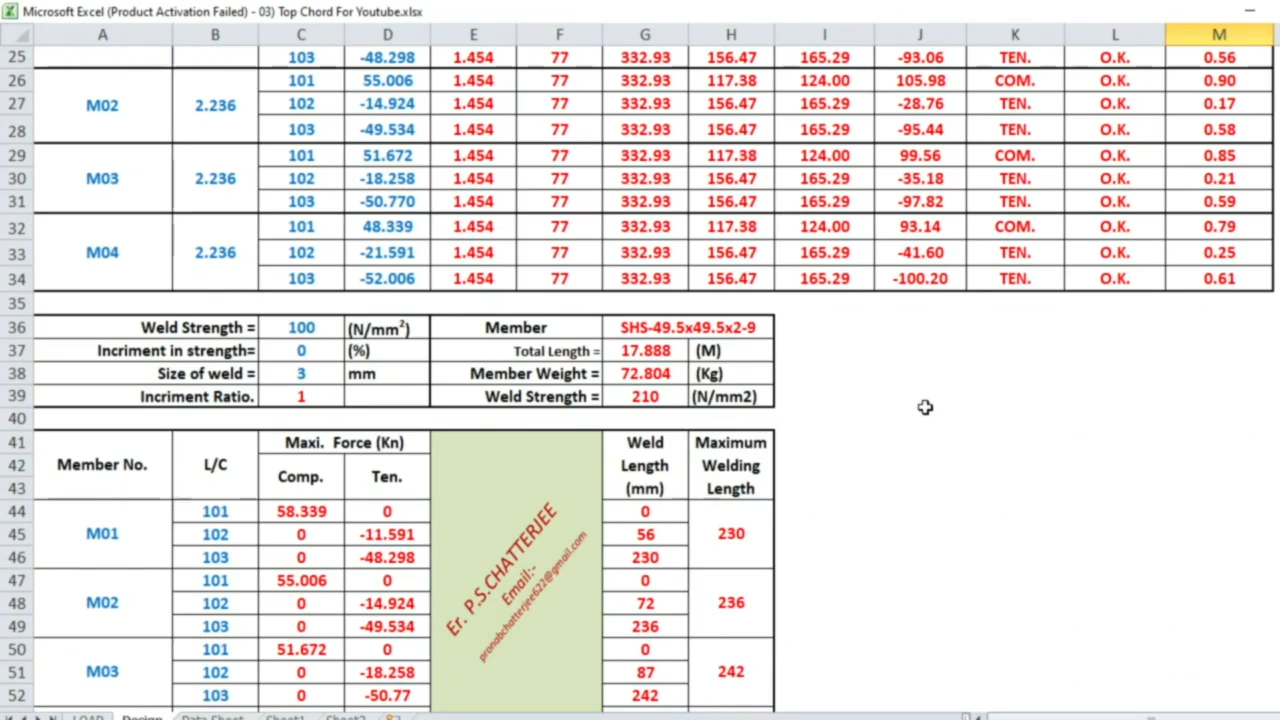 Microsoft Excel (Product Activation Failed) - 03) Top Chord For Youtube.xlsx
A B C D E F G H I J K L M
25 103 -48.298 1.454 77 332.93 156.47 165.29 -93.06 TEN. O.K. 0.56
26 101 55.006 1.454 77 332.93 117.38 124.00 105.98 COM. O.K. 0.90
27 M02 2.236 102 -14.924 1.454 77 332.93 156.47 165.29 -28.76 TEN. O.K. 0.17
28 103 -49.534 1.454 77 332.93 156.47 165.29 -95.44 TEN. O.K. 0.58
29 101 51.672 1.454 77 332.93 117.38 124.00 99.56 COM. O.K. 0.85
30 M03 2.236 102 -18.258 1.454 77 332.93 156.47 165.29 -35.18 TEN. O.K. 0.21
31 103 -50.770 1.454 77 332.93 156.47 165.29 -97.82 TEN. O.K. 0.59
32 101 48.339 1.454 77 332.93 117.38 124.00 93.14 COM. O.K. 0.79
33 M04 2.236 102 -21.591 1.454 77 332.93 156.47 165.29 -41.60 TEN. O.K. 0.25
34 103 -52.006 1.454 77 332.93 156.47 165.29 -100.20 TEN. O.K. 0.61
35
36 Weld Strength = 100 (N/mm²) Member SHS-49.5x49.5x2-9
37 Incriment in strength= 0 (%) Total Length = 17.888 (M)
38 Size of weld = 3 mm Member Weight = 72.804 (Kg)
39 Incriment Ratio. 1 Weld Strength = 210 (N/mm2)
40
41 Maxi. Force (Kn) Weld Maximum
42 Member No. L/C Comp. Ten. Length Welding
43 (mm) Length
44 101 58.339 0 0
45 M01 102 0 -11.591 56 230
46 103 0 -48.298 230
47 101 55.006 0 0
48 M02 102 0 -14.924 72 236
49 103 0 -49.534 236
50 101 51.672 0 0
51 M03 102 0 -18.258 87 242
52 103 0 -50.77 242
Er. P.S.CHATTERJEE
Email:-
pronabchatterjee622@gmail.com
LOAD Design Data Sheet Sheet1 Sheet2